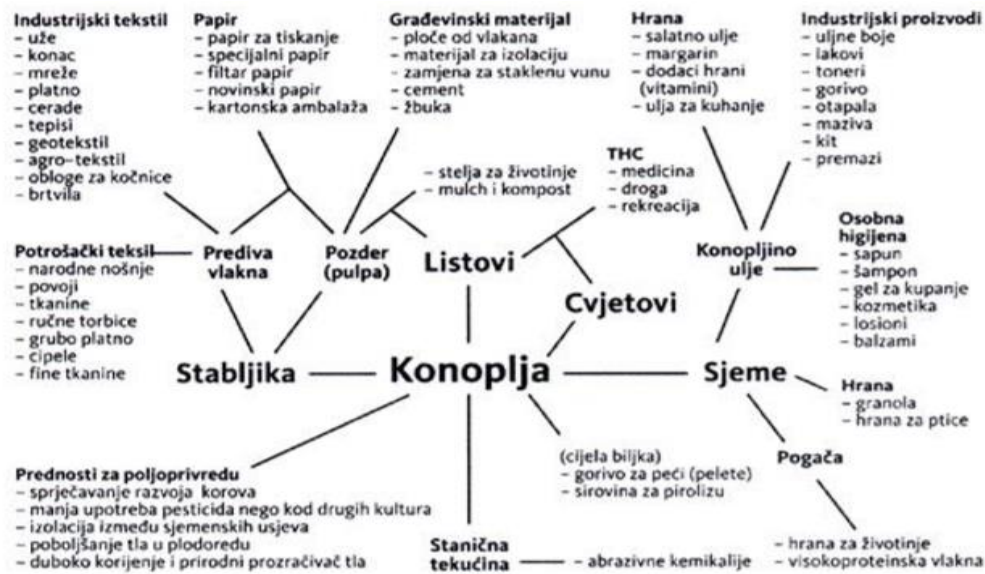 Industrijski tekstil
– uže
– konac
– mreže
– platno
– cerade
– tepisi
– geotekstil
– agro-tekstil
– obloge za kočnice
– brtvila
Papir
– papir za tiskanje
– specijalni papir
– filtar papir
– novinski papir
– kartonska ambalaža
Građevinski materijal
– ploče od vlakana
– materijal za izolaciju
– zamjena za staklenu vunu
– cement
– žbuka
Hrana
– salatno ulje
– margarin
– dodaci hrani
(vitamini)
– ulja za kuhanje
Industrijski proizvodi
– uljne boje
– lakovi
– toneri
– gorivo
– otapala
– maziva
– kit
– premazi
– stelja za životinje
– mulch i kompost
THC
– medicina
– droga
– rekreacija
Potrošački teksil
– narodne nošnje
– povoji
– tkanine
– ručne torbice
– grubo platno
– cipele
– fine tkanine
Prediva
vlakna
Pozder
(pulpa)
Listovi
Cvjetovi
Konopljino
ulje
Osobna
higijena
– sapun
– šampon
– gel za kupanje
– kozmetika
– losioni
– balzami
Stabljika
Konoplja
Sjeme
Hrana
– granola
– hrana za ptice
Prednosti za poljoprivredu
– sprječavanje razvoja korova
– manja upotreba pesticida nego kod drugih kultura
– izolacija između sjemenskih usjeva
– poboljšanje tla u plodoredu
– duboko korijenje i prirodni prozračivač tla
(cijela biljka)
– gorivo za peći (pelete)
– sirovina za pirolizu
Pogača
Stanična
tekućina
– abrazivne kemikalije
– hrana za životinje
– visokoproteinska vlakna